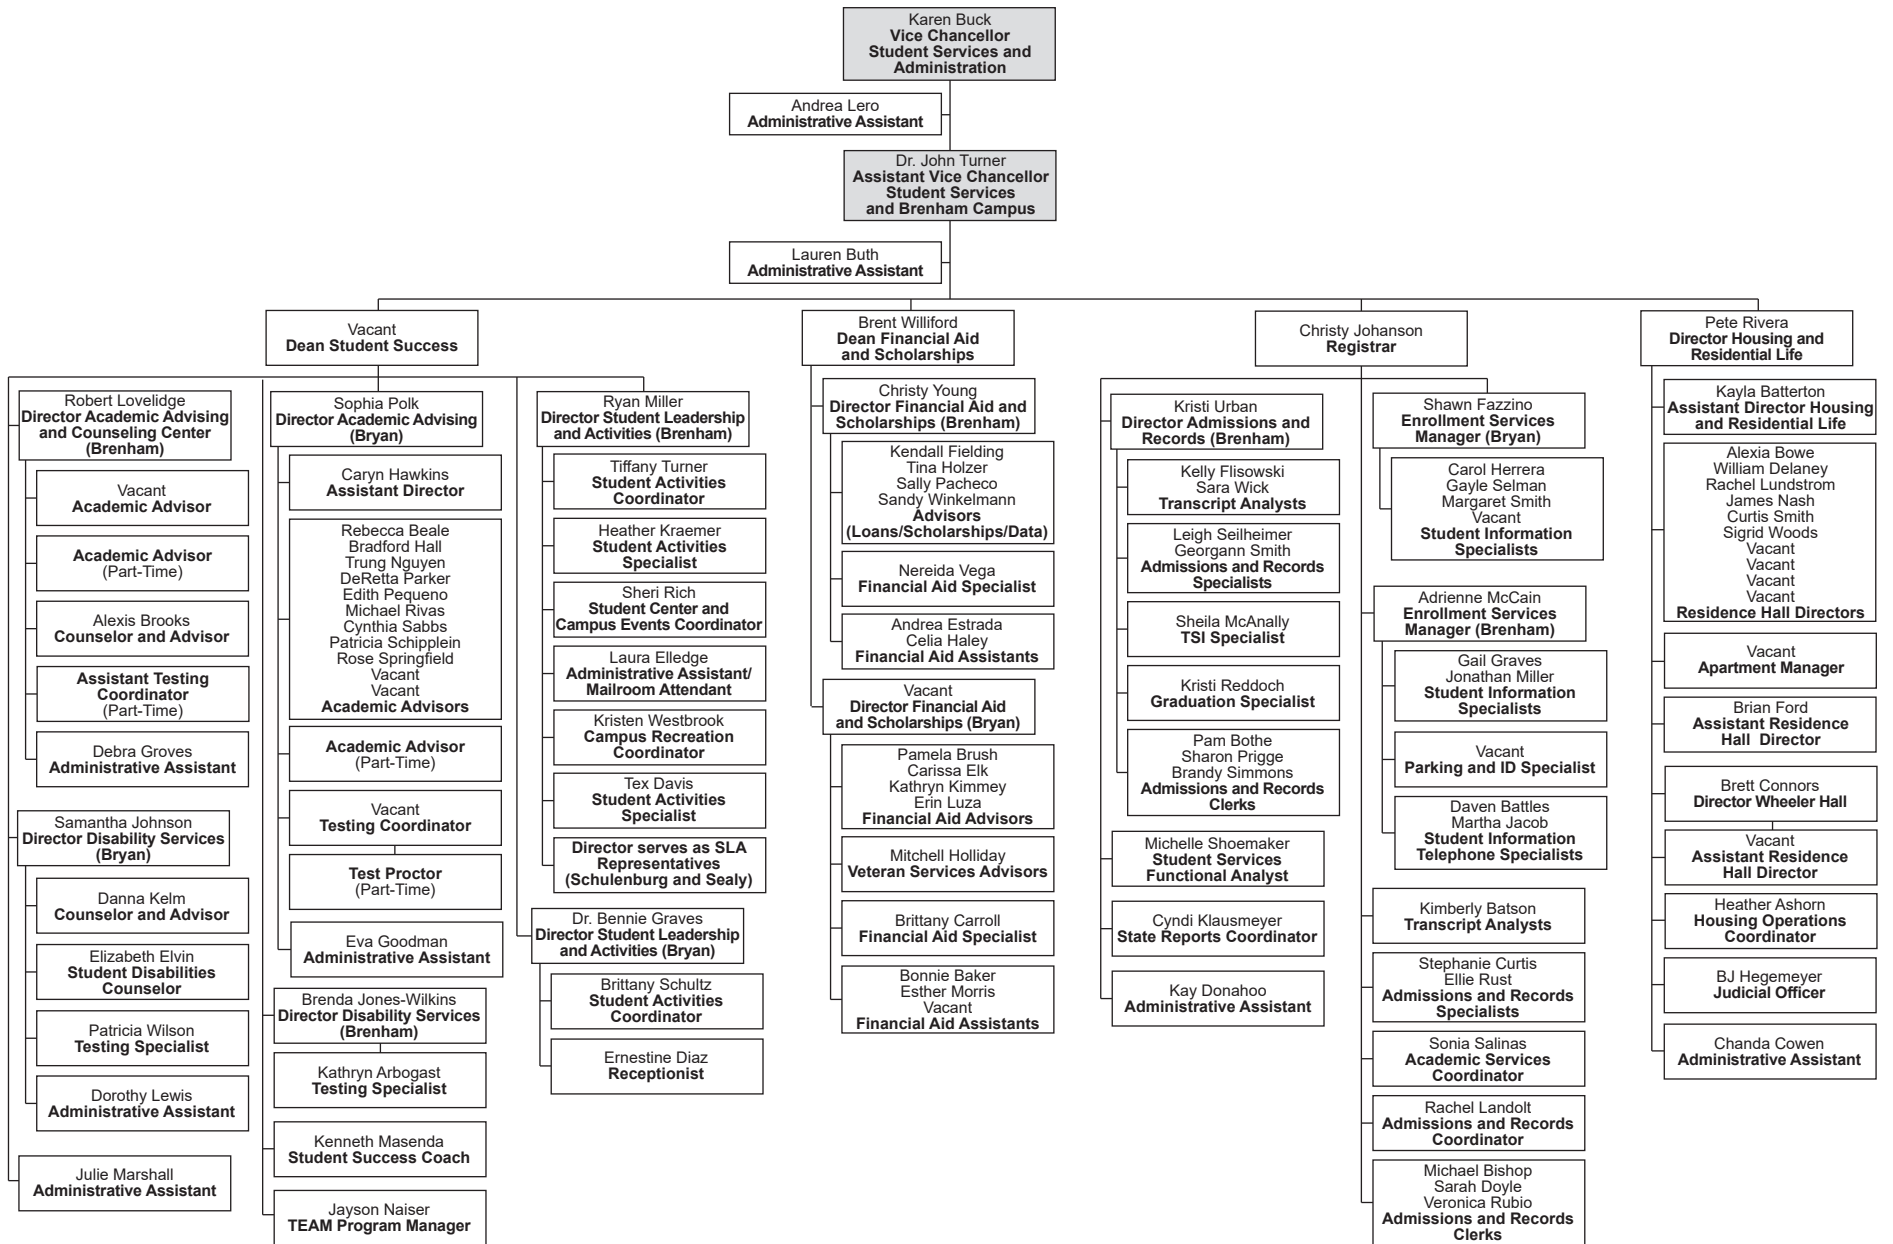 Karen Buck
Vice Chancellor
Student Services and
Administration
Andrea Lero
Administrative Assistant
Dr. John Turner
Assistant Vice Chancellor
Student Services
and Brenham Campus
Lauren Buth
Administrative Assistant
Vacant
Dean Student Success
Robert Lovelidge
Director Academic Advising
and Counseling Center
(Brenham)
Vacant
Academic Advisor
Academic Advisor
(Part-Time)
Alexis Brooks
Counselor and Advisor
Assistant Testing
Coordinator
(Part-Time)
Debra Groves
Administrative Assistant
Samantha Johnson
Director Disability Services
(Bryan)
Danna Kelm
Counselor and Advisor
Elizabeth Elvin
Student Disabilities
Counselor
Patricia Wilson
Testing Specialist
Dorothy Lewis
Administrative Assistant
Julie Marshall
Administrative Assistant
Sophia Polk
Director Academic Advising
(Bryan)
Caryn Hawkins
Assistant Director
Rebecca Beale
Bradford Hall
Trung Nguyen
DeRetta Parker
Edith Pequeno
Michael Rivas
Cynthia Sabbs
Patricia Schipplein
Rose Springfield
Vacant
Vacant
Academic Advisors
Academic Advisor
(Part-Time)
Vacant
Testing Coordinator
Test Proctor
(Part-Time)
Eva Goodman
Administrative Assistant
Brenda Jones-Wilkins
Director Disability Services
(Brenham)
Kathryn Arbogast
Testing Specialist
Kenneth Masenda
Student Success Coach
Jayson Naiser
TEAM Program Manager
Ryan Miller
Director Student Leadership
and Activities (Brenham)
Tiffany Turner
Student Activities
Coordinator
Heather Kraemer
Student Activities
Specialist
Sheri Rich
Student Center and
Campus Events Coordinator
Laura Elledge
Administrative Assistant/
Mailroom Attendant
Kristen Westbrook
Campus Recreation
Coordinator
Tex Davis
Student Activities
Specialist
Director serves as SLA
Representatives
(Schulenburg and Sealy)
Dr. Bennie Graves
Director Student Leadership
and Activities (Bryan)
Brittany Schultz
Student Activities
Coordinator
Ernestine Diaz
Receptionist
Brent Williford
Dean Financial Aid
and Scholarships
Christy Young
Director Financial Aid and
Scholarships (Brenham)
Kendall Fielding
Tina Holzer
Sally Pacheco
Sandy Winkelmann
Advisors
(Loans/Scholarships/Data)
Nereida Vega
Financial Aid Specialist
Andrea Estrada
Celia Haley
Financial Aid Assistants
Vacant
Director Financial Aid
and Scholarships (Bryan)
Pamela Brush
Carissa Elk
Kathryn Kimmey
Erin Luza
Financial Aid Advisors
Mitchell Holliday
Veteran Services Advisors
Brittany Carroll
Financial Aid Specialist
Bonnie Baker
Esther Morris
Vacant
Financial Aid Assistants
Christy Johanson
Registrar
Kristi Urban
Director Admissions and
Records (Brenham)
Kelly Flisowski
Sara Wick
Transcript Analysts
Leigh Seilheimer
Georgann Smith
Admissions and Records
Specialists
Sheila McAnally
TSI Specialist
Kristi Reddoch
Graduation Specialist
Pam Bothe
Sharon Prigge
Brandy Simmons
Admissions and Records
Clerks
Michelle Shoemaker
Student Services
Functional Analyst
Cyndi Klausmeyer
State Reports Coordinator
Kay Donahoo
Administrative Assistant
Shawn Fazzino
Enrollment Services
Manager (Bryan)
Carol Herrera
Gayle Selman
Margaret Smith
Vacant
Student Information
Specialists
Adrienne McCain
Enrollment Services
Manager (Brenham)
Gail Graves
Jonathan Miller
Student Information
Specialists
Vacant
Parking and ID Specialist
Daven Battles
Martha Jacob
Student Information
Telephone Specialists
Kimberly Batson
Transcript Analysts
Stephanie Curtis
Ellie Rust
Admissions and Records
Specialists
Sonia Salinas
Academic Services
Coordinator
Rachel Landolt
Admissions and Records
Coordinator
Michael Bishop
Sarah Doyle
Veronica Rubio
Admissions and Records
Clerks
Pete Rivera
Director Housing and
Residential Life
Kayla Batterton
Assistant Director Housing
and Residential Life
Alexia Bowe
William Delaney
Rachel Lundstrom
James Nash
Curtis Smith
Sigrid Woods
Vacant
Vacant
Vacant
Vacant
Residence Hall Directors
Vacant
Apartment Manager
Brian Ford
Assistant Residence
Hall Director
Brett Connors
Director Wheeler Hall
Vacant
Assistant Residence
Hall Director
Heather Ashorn
Housing Operations
Coordinator
BJ Hegemeyer
Judicial Officer
Chanda Cowen
Administrative Assistant